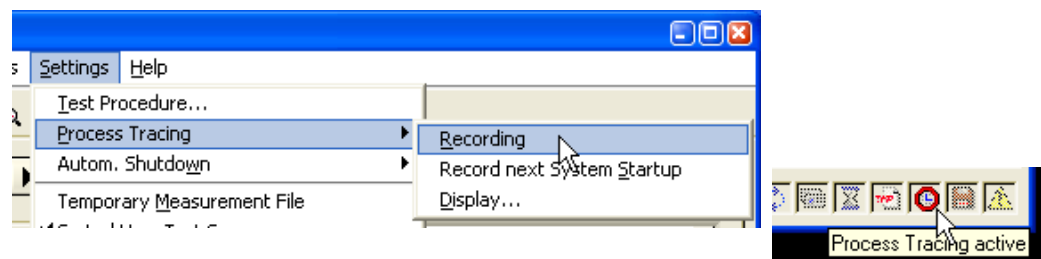 s Settings Help
Test Procedure...
Process Tracing
Autom. Shutdown
Temporary Measurement File
Recording
Record next System Startup
Display...
TMP
Process Tracing active